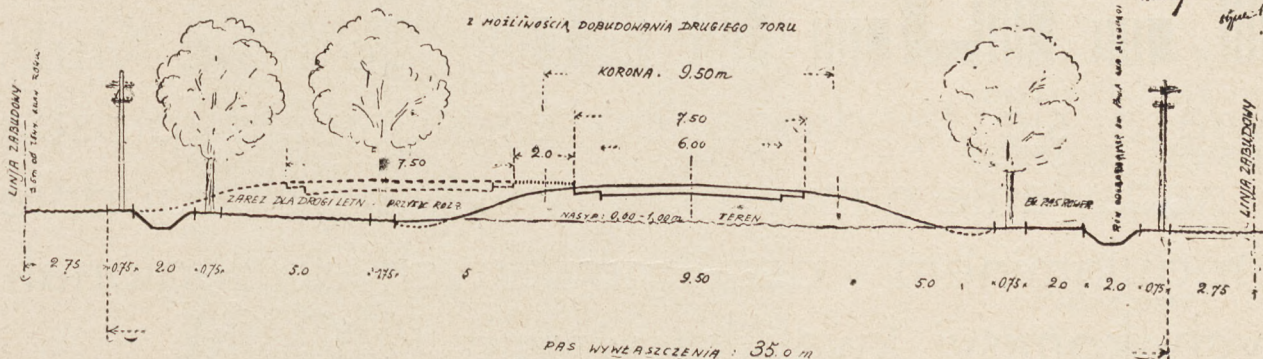 z MOŻLIWOŚCIĄ DOBUDOWANIA DRUGIEGO TORU
KORONA. 9.50m
7.50
6.00
2.0
7.50
LINJA ZABUDOWY
LINJA ZABUDOWY
ZAREZ. DLA DROGI LETN.
NASYP: 0,60-1,00m
TEREN
2.75 0.75 2.0 0.75 5.0 1.75 5 9.50 5.0 0.75 2.0 2.0 0.75 2.75
PAS WYWŁASZCZENIA : 35.0 m